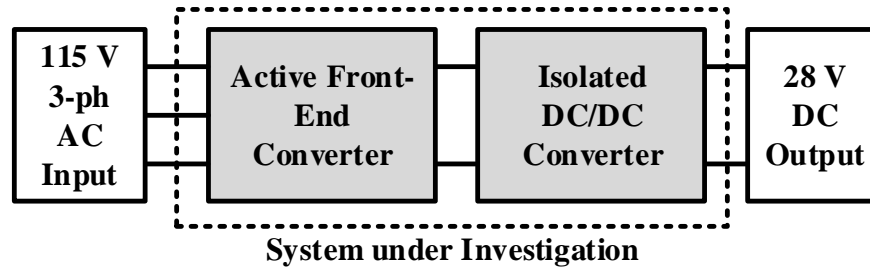 115 V
3-ph
AC
Input
Active Front-
End
Converter
Isolated
DC/DC
Converter
28 V
DC
Output
System under Investigation